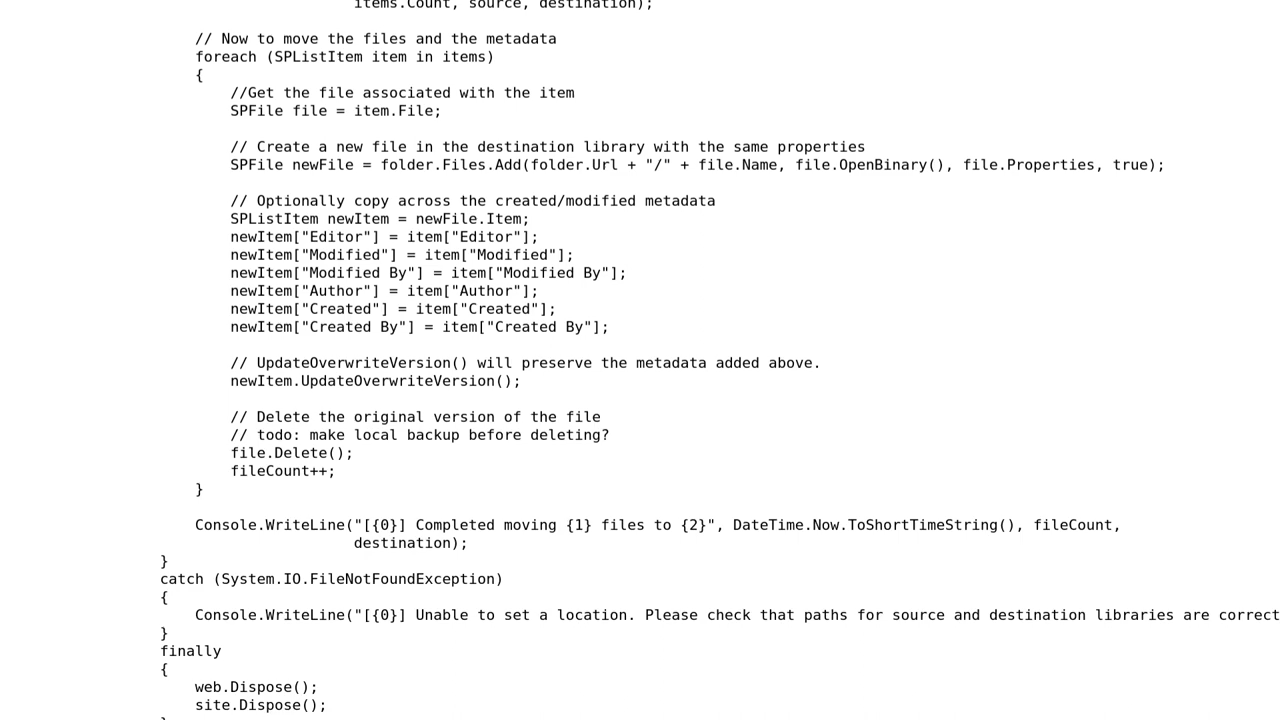 items.Count, source, destination);
// Now to move the files and the metadata
foreach (SPListItem item in items)
{
//Get the file associated with the item
SPFile file = item.File;
// Create a new file in the destination library with the same properties
SPFile newFile = folder.Files.Add(folder.Url + "/" + file.Name, file.OpenBinary(), file.Properties, true);
// Optionally copy across the created/modified metadata
SPListItem newItem = newFile.Item;
newItem["Editor"] = item["Editor"];
newItem["Modified"] = item["Modified"];
newItem["Modified By"] = item["Modified By"];
newItem["Author"] = item["Author"];
newItem["Created"] = item["Created"];
newItem["Created By"] = item["Created By"];
// UpdateOverwriteVersion() will preserve the metadata added above.
newItem.UpdateOverwriteVersion();
// Delete the original version of the file
// todo: make local backup before deleting?
file.Delete();
fileCount++;
}
Console.WriteLine("[{0}] Completed moving {1} files to {2}", DateTime.Now.ToShortTimeString(), fileCount,
destination);
}
catch (System.IO.FileNotFoundException)
{
Console.WriteLine("[{0}] Unable to set a location. Please check that paths for source and destination libraries are correct
}
finally
{
web.Dispose();
site.Dispose();
}